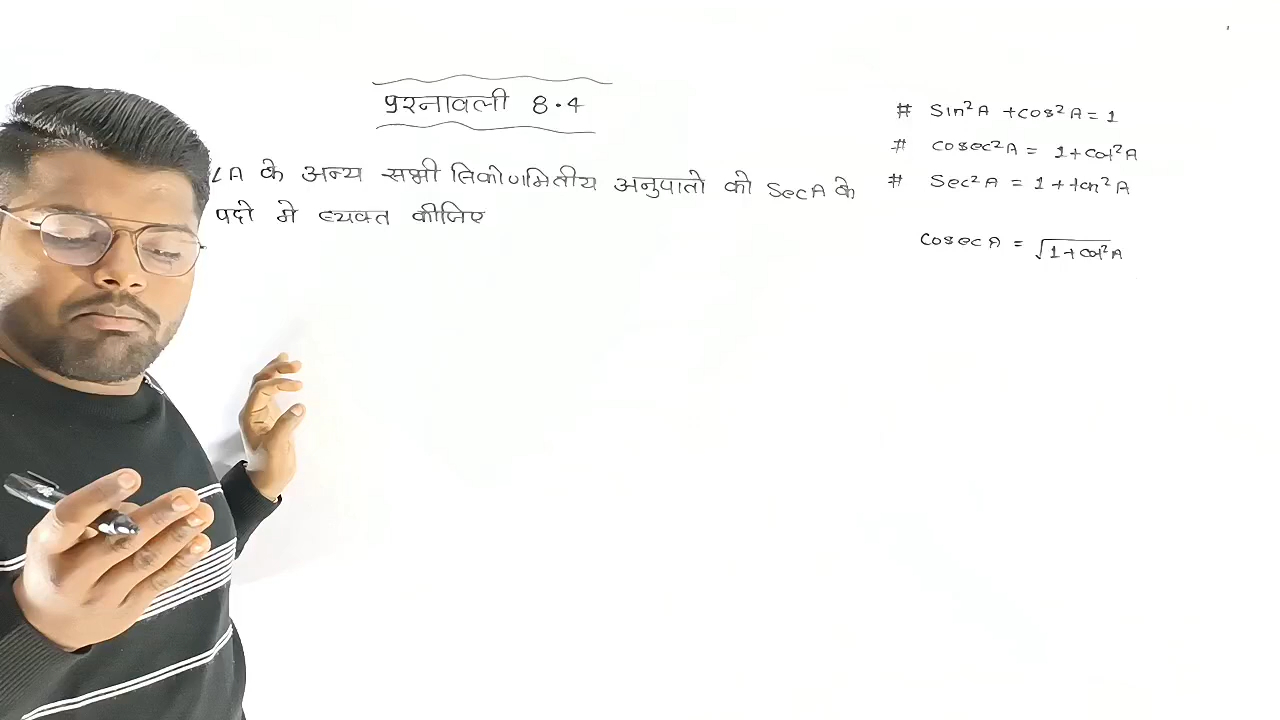 प्रश्नावली 8.4
∠A के अन्य सभी त्रिकोणमितीय अनुपातो को SecA के
पदो मे व्यक्त कीजिए
# Sin²A + cos²A = 1
# cosec²A = 1+cot²A
# Sec²A = 1 + tan²A
cosecA = √1+cot²A